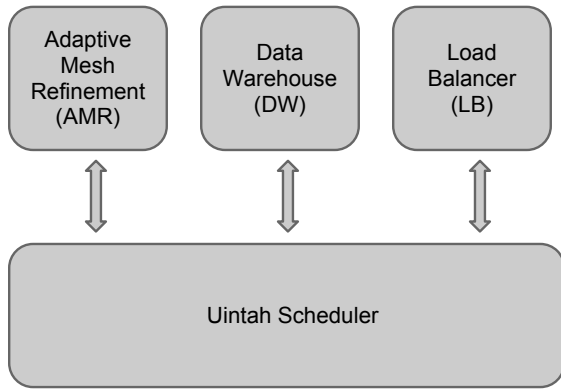 Adaptive
Mesh
Refinement
(AMR)
Data
Warehouse
(DW)
Load
Balancer
(LB)
Uintah Scheduler